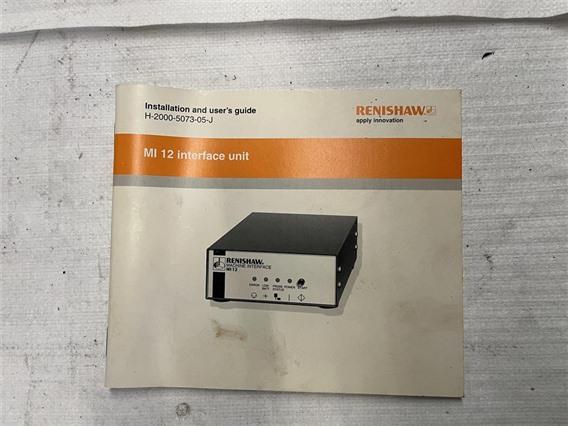 Installation and user's guide
H-2000-5073-05-J
RENISHAW
apply innovation
MI 12 interface unit
RENISHAW
MACHINE INTERFACE
MI 12
ERROR LOW BATT PROBE STATUS POWER START